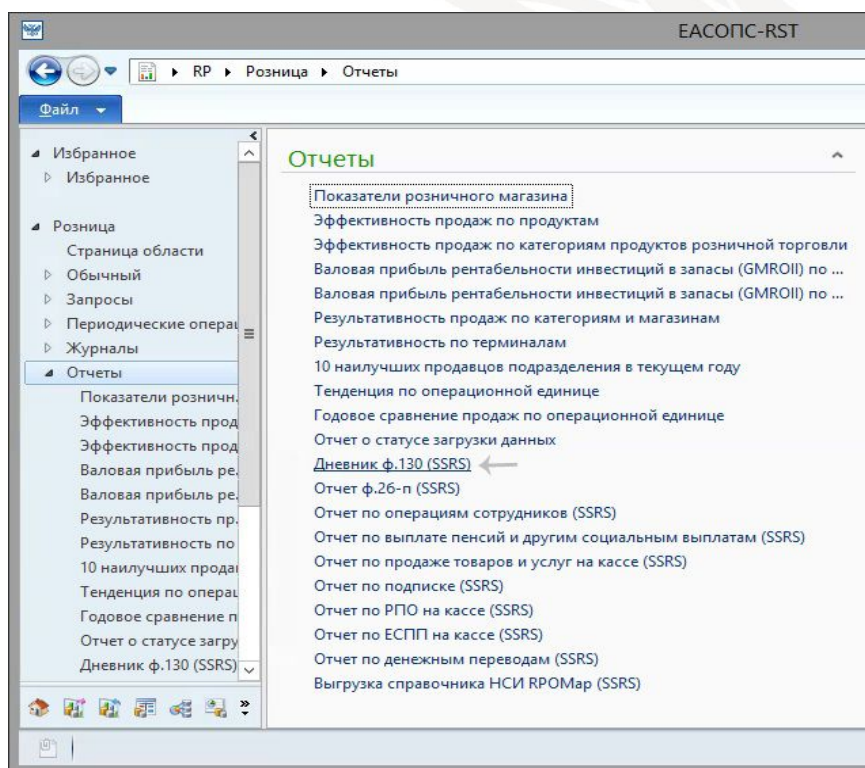 ЕАСОПС-RST
RP ▸ Розница ▸ Отчеты
Файл
Избранное
Избранное
Розница
Страница области
Обычный
Запросы
Периодические операц
Журналы
Отчеты
Показатели розничн.
Эффективность прод
Эффективность прод
Валовая прибыль ре.
Валовая прибыль ре.
Результативность пр.
Результативность по
10 наилучших продав
Тенденция по операц
Годовое сравнение п
Отчет о статусе загру
Дневник ф.130 (SSRS)
Отчеты
Показатели розничного магазина
Эффективность продаж по продуктам
Эффективность продаж по категориям продуктов розничной торговли
Валовая прибыль рентабельности инвестиций в запасы (GMROII) по ...
Валовая прибыль рентабельности инвестиций в запасы (GMROII) по ...
Результативность продаж по категориям и магазинам
Результативность по терминалам
10 наилучших продавцов подразделения в текущем году
Тенденция по операционной единице
Годовое сравнение продаж по операционной единице
Отчет о статусе загрузки данных
Дневник ф.130 (SSRS)
Отчет ф.26-п (SSRS)
Отчет по операциям сотрудников (SSRS)
Отчет по выплате пенсий и другим социальным выплатам (SSRS)
Отчет по продаже товаров и услуг на кассе (SSRS)
Отчет по подписке (SSRS)
Отчет по РПО на кассе (SSRS)
Отчет по ЕСПП на кассе (SSRS)
Отчет по денежным переводам (SSRS)
Выгрузка справочника НСИ RPOMap (SSRS)